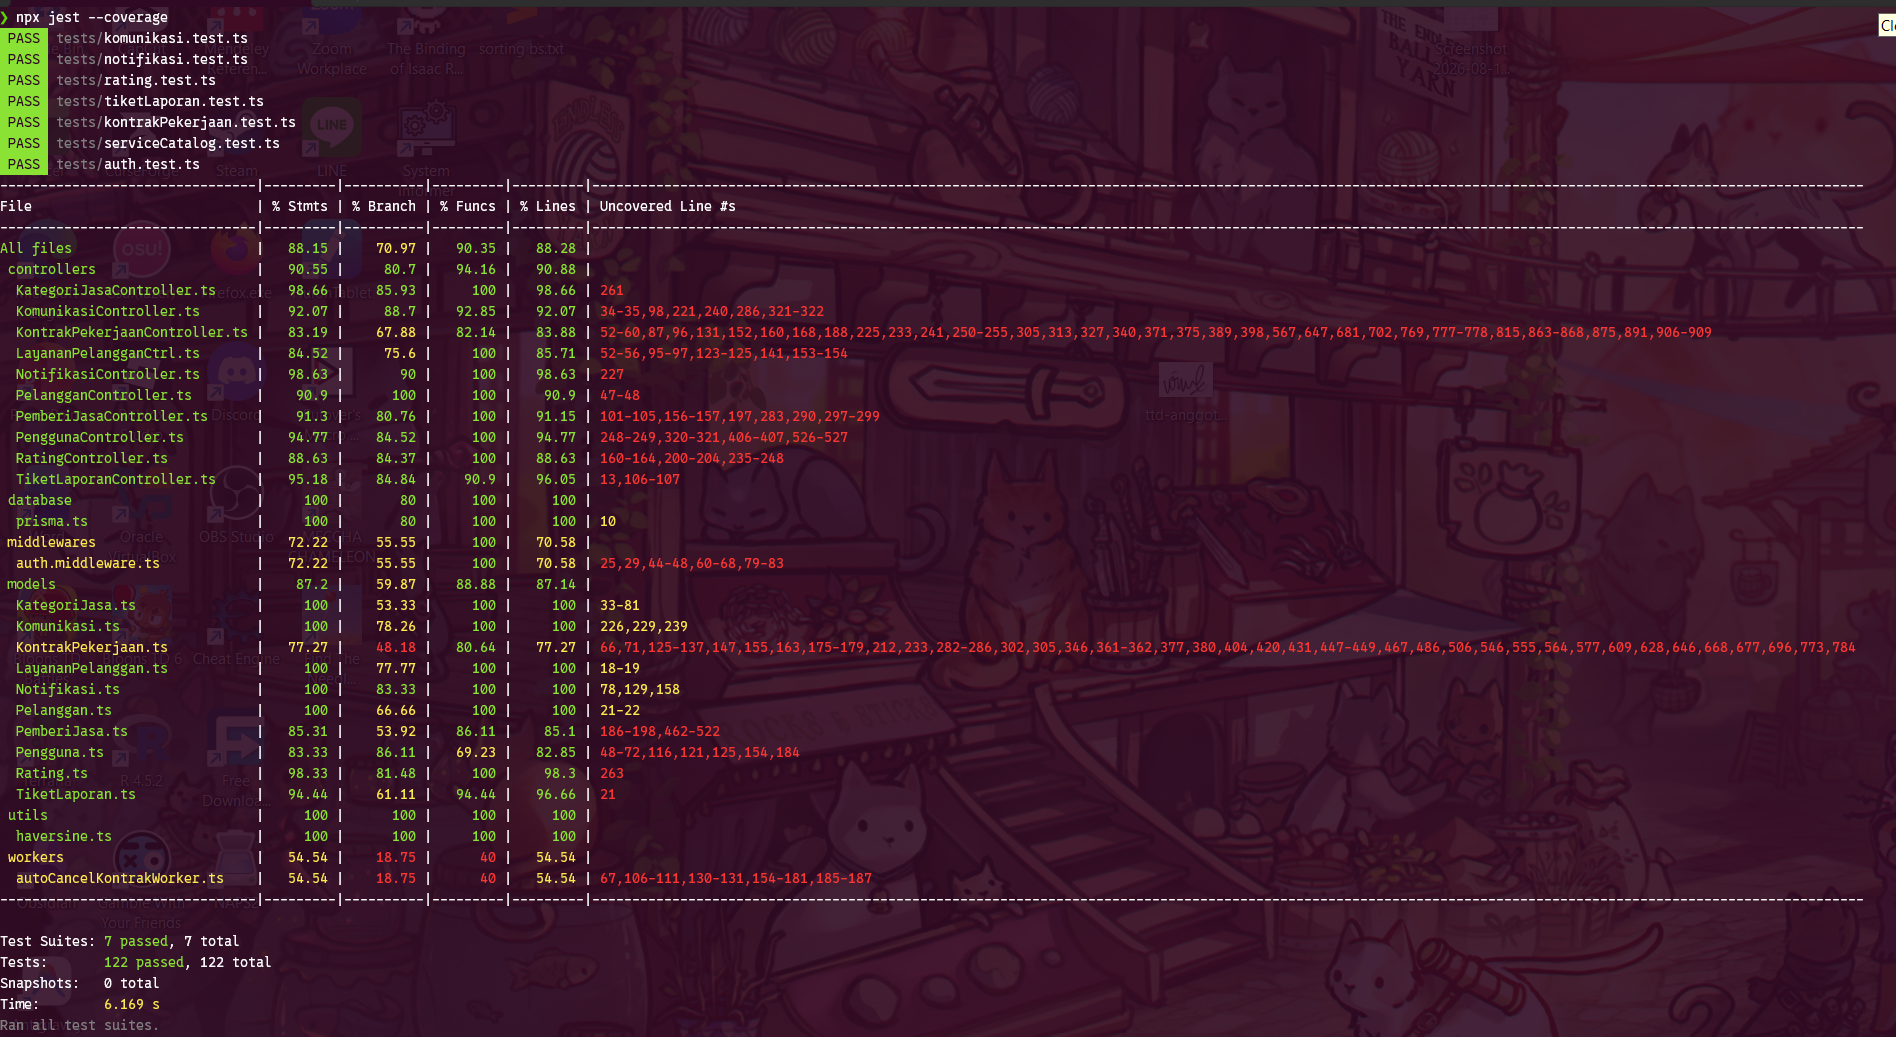 ❯ npx jest --coverage
PASS tests/komunikasi.test.ts
PASS tests/notifikasi.test.ts
PASS tests/rating.test.ts
PASS tests/tiketLaporan.test.ts
PASS tests/kontrakPekerjaan.test.ts
PASS tests/serviceCatalog.test.ts
PASS tests/auth.test.ts
File | % Stmts | % Branch | % Funcs | % Lines | Uncovered Line #s
All files | 88.15 | 70.97 | 90.35 | 88.28 |
controllers | 90.55 | 80.7 | 94.16 | 90.88 |
KategoriJasaController.ts | 98.66 | 85.93 | 100 | 98.66 | 261
KomunikasiController.ts | 92.07 | 88.7 | 92.85 | 92.07 | 34-35,98,221,240,286,321-322
KontrakPekerjaanController.ts | 83.19 | 67.88 | 82.14 | 83.88 | 52-60,87,96,131,152,160,168,188,225,233,241,250-255,305,313,327,340,371,375,389,398,567,647,681,702,769,777-778,815,863-868,875,891,906-909
LayananPelangganCtrl.ts | 84.52 | 75.6 | 100 | 85.71 | 52-56,95-97,123-125,141,153-154
NotifikasiController.ts | 98.63 | 90 | 100 | 98.63 | 227
PelangganController.ts | 90.9 | 100 | 100 | 90.9 | 47-48
PemberiJasaController.ts | 91.3 | 80.76 | 100 | 91.15 | 101-105,156-157,197,283,290,297-299
PenggunaController.ts | 94.77 | 84.52 | 100 | 94.77 | 248-249,320-321,406-407,526-527
RatingController.ts | 88.63 | 84.37 | 100 | 88.63 | 160-164,200-204,235-248
TiketLaporanController.ts | 95.18 | 84.84 | 90.9 | 96.05 | 13,106-107
database | 100 | 80 | 100 | 100 |
prisma.ts | 100 | 80 | 100 | 100 | 10
middlewares | 72.22 | 55.55 | 100 | 70.58 |
auth.middleware.ts | 72.22 | 55.55 | 100 | 70.58 | 25,29,44-48,60-68,79-83
models | 87.2 | 59.87 | 88.88 | 87.14 |
KategoriJasa.ts | 100 | 53.33 | 100 | 100 | 33-81
Komunikasi.ts | 100 | 78.26 | 100 | 100 | 226,229,239
KontrakPekerjaan.ts | 77.27 | 48.18 | 80.64 | 77.27 | 66,71,125-137,147,155,163,175-179,212,233,282-286,302,305,346,361-362,377,380,404,420,431,447-449,467,486,506,546,555,564,577,609,628,646,668,677,696,773,784
LayananPelanggan.ts | 100 | 77.77 | 100 | 100 | 18-19
Notifikasi.ts | 100 | 83.33 | 100 | 100 | 78,129,158
Pelanggan.ts | 100 | 66.66 | 100 | 100 | 21-22
PemberiJasa.ts | 85.31 | 53.92 | 86.11 | 85.1 | 186-198,462-522
Pengguna.ts | 83.33 | 86.11 | 69.23 | 82.85 | 48-72,116,121,125,154,184
Rating.ts | 98.33 | 81.48 | 100 | 98.3 | 263
TiketLaporan.ts | 94.44 | 61.11 | 94.44 | 96.66 | 21
utils | 100 | 100 | 100 | 100 |
haversine.ts | 100 | 100 | 100 | 100 |
workers | 54.54 | 18.75 | 40 | 54.54 |
autoCancelKontrakWorker.ts | 54.54 | 18.75 | 40 | 54.54 | 67,106-111,130-131,154-181,185-187
Test Suites: 7 passed, 7 total
Tests: 122 passed, 122 total
Snapshots: 0 total
Time: 6.169 s
Ran all test suites.